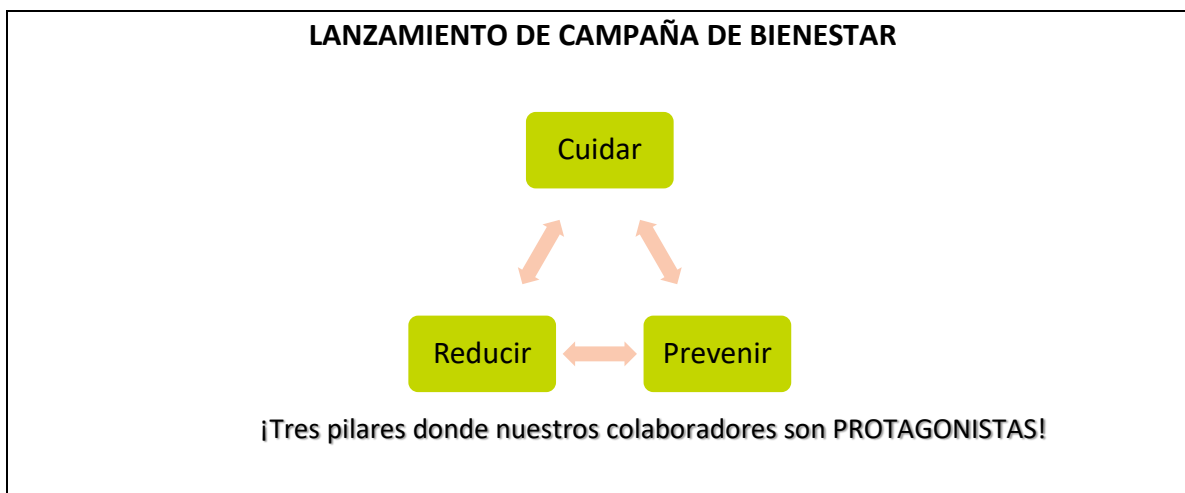 LANZAMIENTO DE CAMPAÑA DE BIENESTAR
Cuidar
Reducir
Prevenir
¡Tres pilares donde nuestros colaboradores son PROTAGONISTAS!